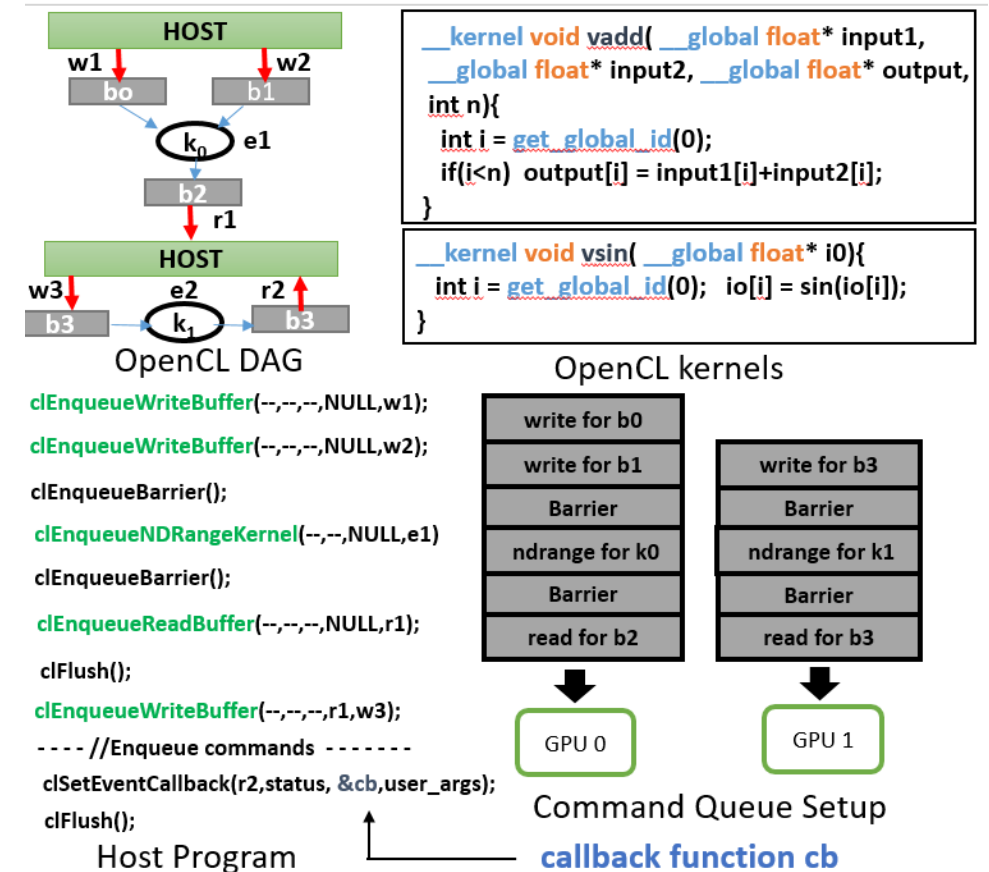 HOST
w1
w2
bo
b1
k0
e1
b2
r1
HOST
w3
e2
r2
b3
k1
b3
OpenCL DAG
__kernel void vadd( __global float* input1,
__global float* input2, __global float* output,
int n){
int i = get_global_id(0);
if(i<n) output[i] = input1[i]+input2[i];
}
__kernel void vsin( __global float* i0){
int i = get_global_id(0); io[i] = sin(io[i]);
}
OpenCL kernels
clEnqueueWriteBuffer(--,--,--,NULL,w1);
clEnqueueWriteBuffer(--,--,--,NULL,w2);
clEnqueueBarrier();
clEnqueueNDRangeKernel(--,--,NULL,e1)
clEnqueueBarrier();
clEnqueueReadBuffer(--,--,--,NULL,r1);
clFlush();
clEnqueueWriteBuffer(--,--,--,r1,w3);
- - - - //Enqueue commands - - - - - - -
clSetEventCallback(r2,status, &cb,user_args);
clFlush();
Host Program
write for b0
write for b1
Barrier
ndrange for k0
Barrier
read for b2
GPU 0
write for b3
Barrier
ndrange for k1
Barrier
read for b3
GPU 1
Command Queue Setup
callback function cb